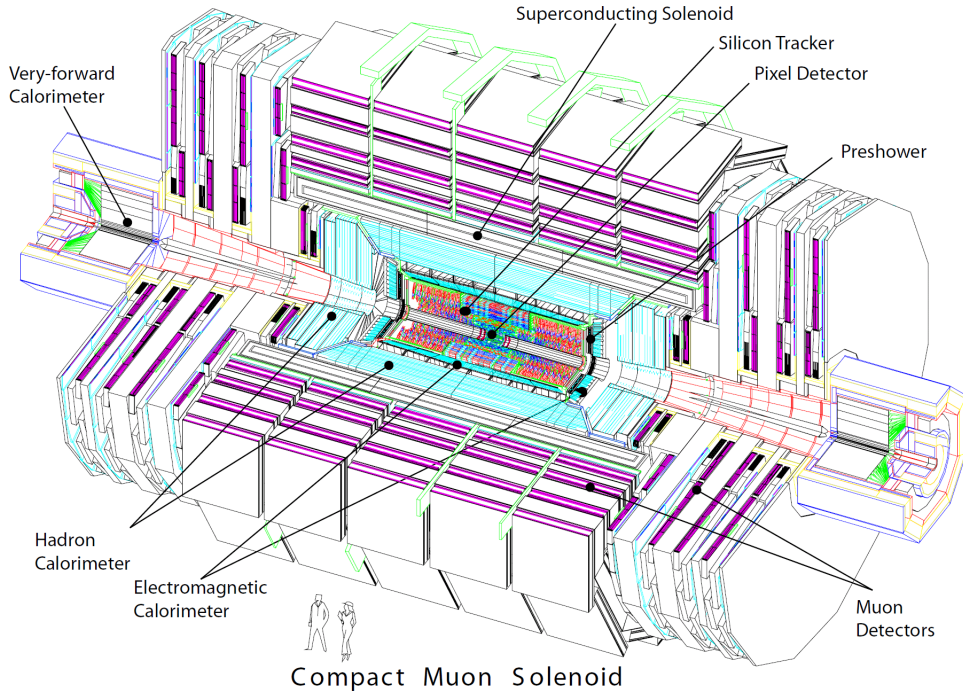 Superconducting Solenoid
Silicon Tracker
Very-forward
Calorimeter
Pixel Detector
Preshower
Hadron
Calorimeter
Electromagnetic
Calorimeter
Muon
Detectors
Compact Muon Solenoid